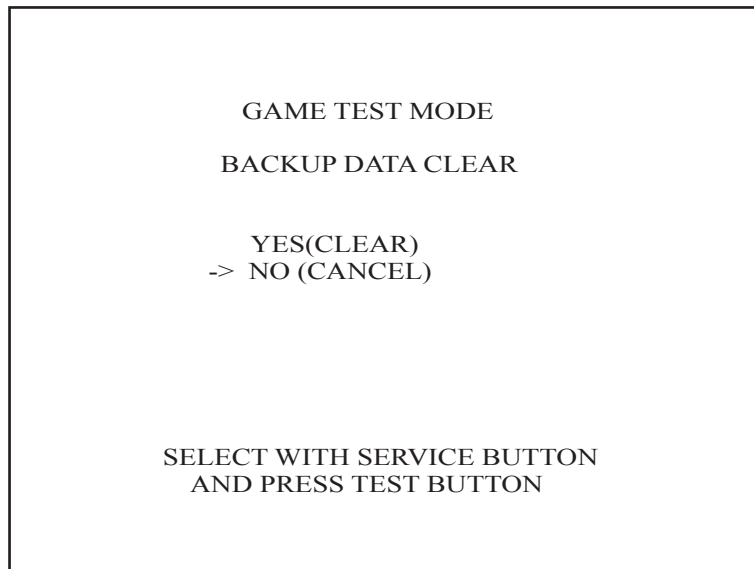 GAME TEST MODE
BACKUP DATA CLEAR
YES(CLEAR)
-> NO (CANCEL)
SELECT WITH SERVICE BUTTON
AND PRESS TEST BUTTON